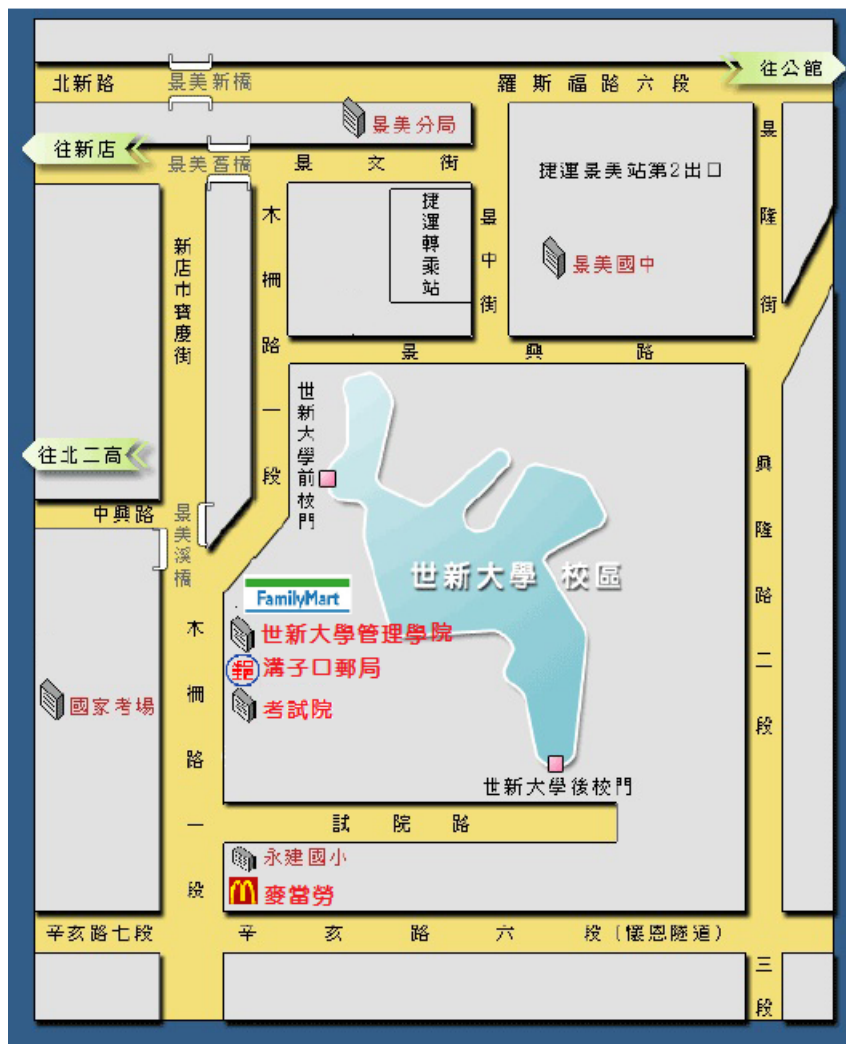 往公館
北新路
景美新橋
羅斯福路六段
景美分局
往新店
景美舊橋
景文街
捷運景美站第2出口
景隆街
木柵路一段
捷運轉乘站
景中街
新店市寶慶街
景美國中
景興路
世新大學前校門
往北二高
中興路
景美溪橋
興隆路二段
世新大學 校區
FamilyMart
世新大學管理學院
郵
溝子口郵局
木柵路一段
國家考場
考試院
世新大學後校門
試院路
永建國小
麥當勞
辛亥路七段
辛亥路六段(懷恩隧道)
三段